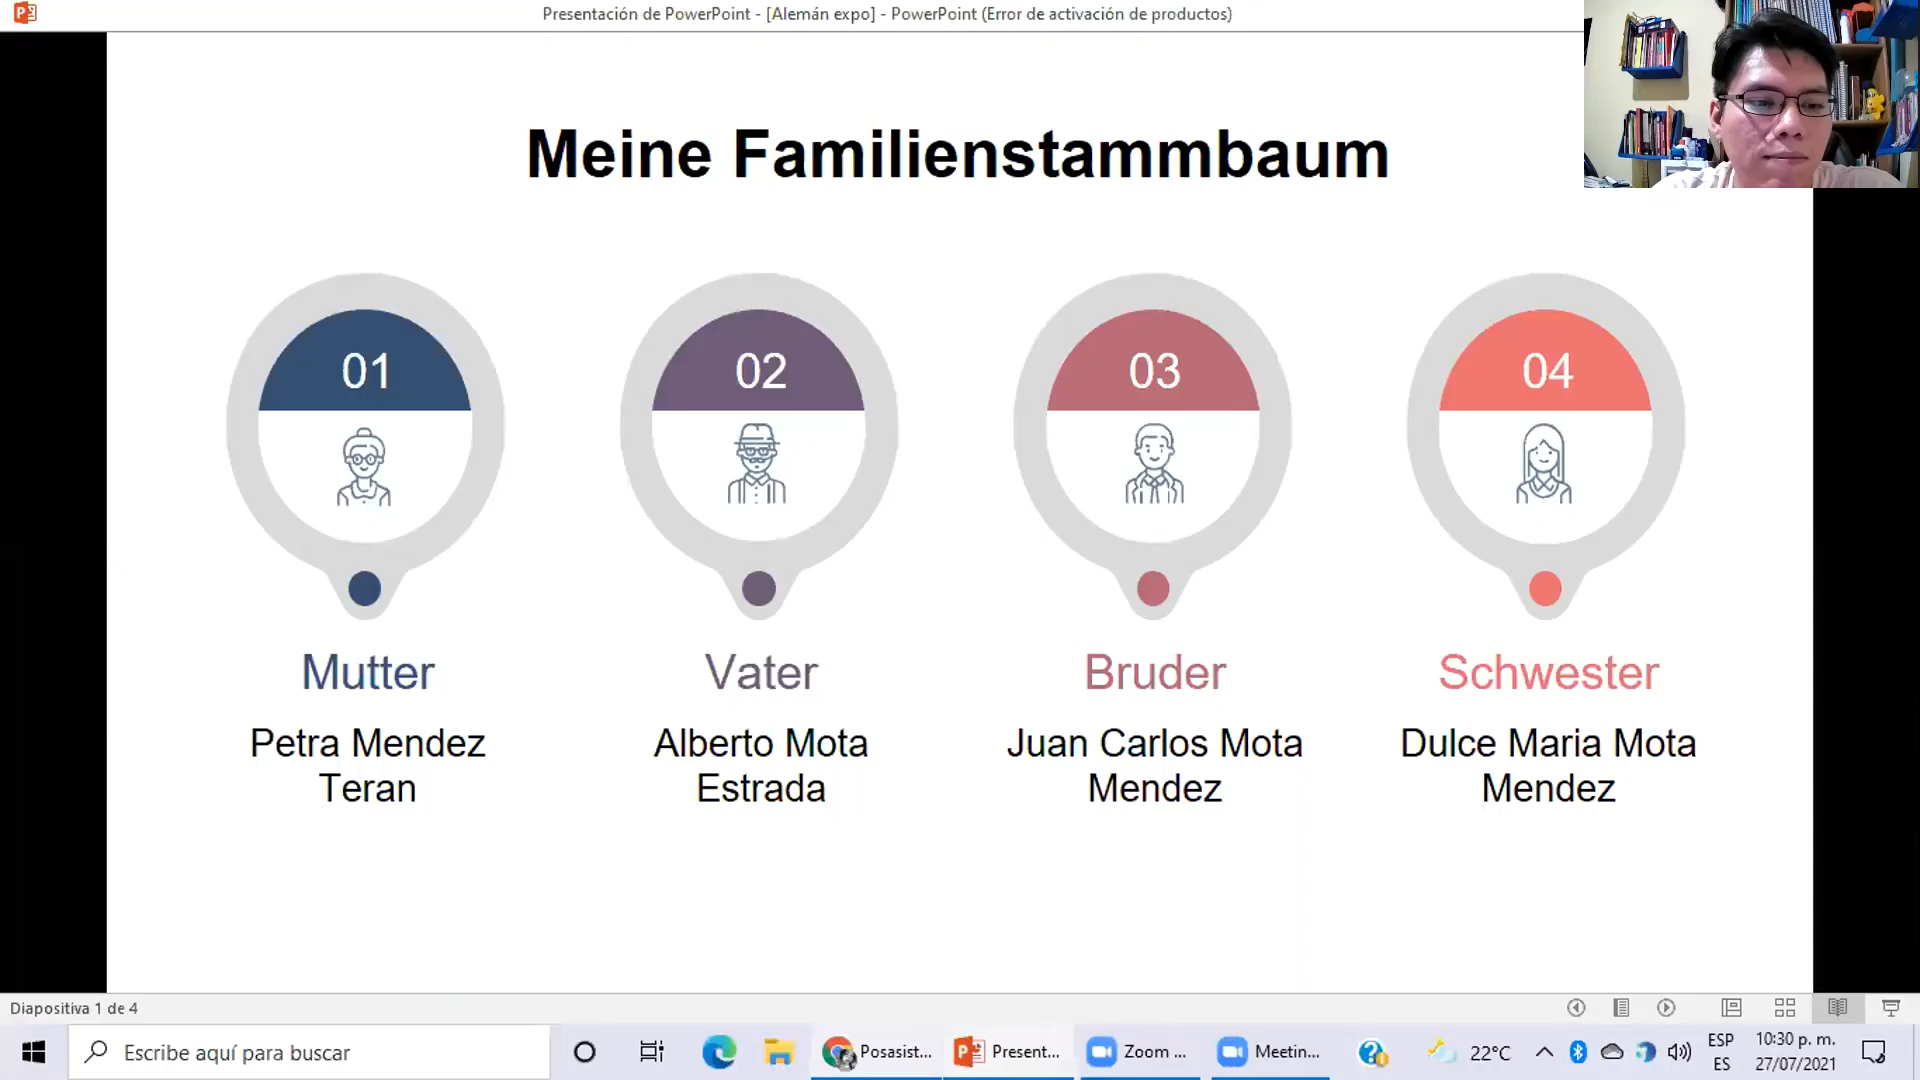 Presentación de PowerPoint - [Alemán expo] - PowerPoint (Error de activación de productos)
Meine Familienstammbaum
01
02
03
04
Mutter
Vater
Bruder
Schwester
Petra Mendez
Teran
Alberto Mota
Estrada
Juan Carlos Mota
Mendez
Dulce Maria Mota
Mendez
Diapositiva 1 de 4
Escribe aquí para buscar
Posasist...
Present...
Zoom ...
Meetin...
22°C
ESP
ES
10:30 p. m.
27/07/2021